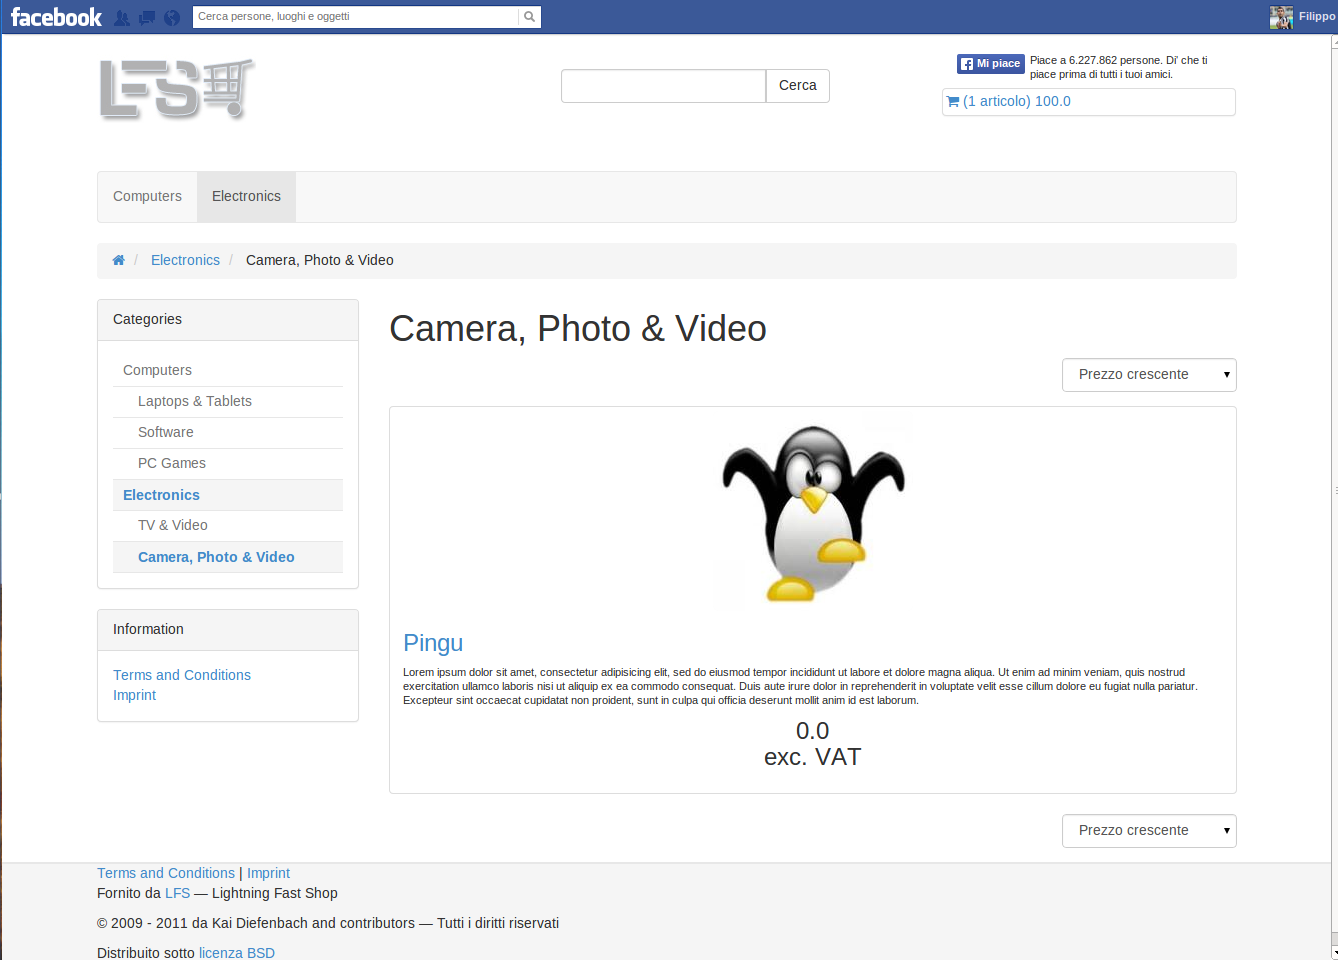 facebook
Cerca persone, luoghi e oggetti
Filippo
LFS
Cerca
Mi piace
Piace a 6.227.862 persone. Di' che ti
piace prima di tutti i tuoi amici.
(1 articolo) 100.0
Computers Electronics
/ Electronics / Camera, Photo & Video
Categories
Computers
Laptops & Tablets
Software
PC Games
Electronics
TV & Video
Camera, Photo & Video
Information
Terms and Conditions
Imprint
Camera, Photo & Video
Prezzo crescente
Pingu
Lorem ipsum dolor sit amet, consectetur adipisicing elit, sed do eiusmod tempor incididunt ut labore et dolore magna aliqua. Ut enim ad minim veniam, quis nostrud
exercitation ullamco laboris nisi ut aliquip ex ea commodo consequat. Duis aute irure dolor in reprehenderit in voluptate velit esse cillum dolore eu fugiat nulla pariatur.
Excepteur sint occaecat cupidatat non proident, sunt in culpa qui officia deserunt mollit anim id est laborum.
0.0
exc. VAT
Prezzo crescente
Terms and Conditions | Imprint
Fornito da LFS — Lightning Fast Shop
© 2009 - 2011 da Kai Diefenbach and contributors — Tutti i diritti riservati
Distribuito sotto licenza BSD